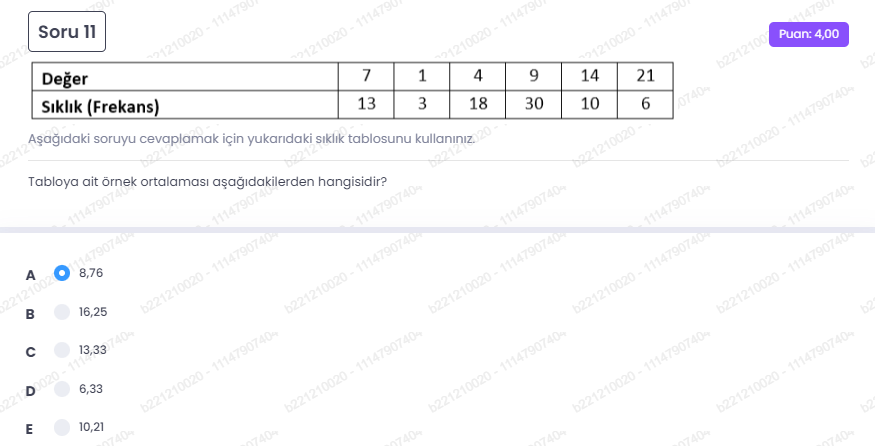 Soru 11
Puan: 4,00
Değer 7 1 4 9 14 21
Sıklık (Frekans) 13 3 18 30 10 6
Aşağıdaki soruyu cevaplamak için yukarıdaki sıklık tablosunu kullanınız.
Tabloya ait örnek ortalaması aşağıdakilerden hangisidir?
A 8,76
B 16,25
C 13,33
D 6,33
E 10,21